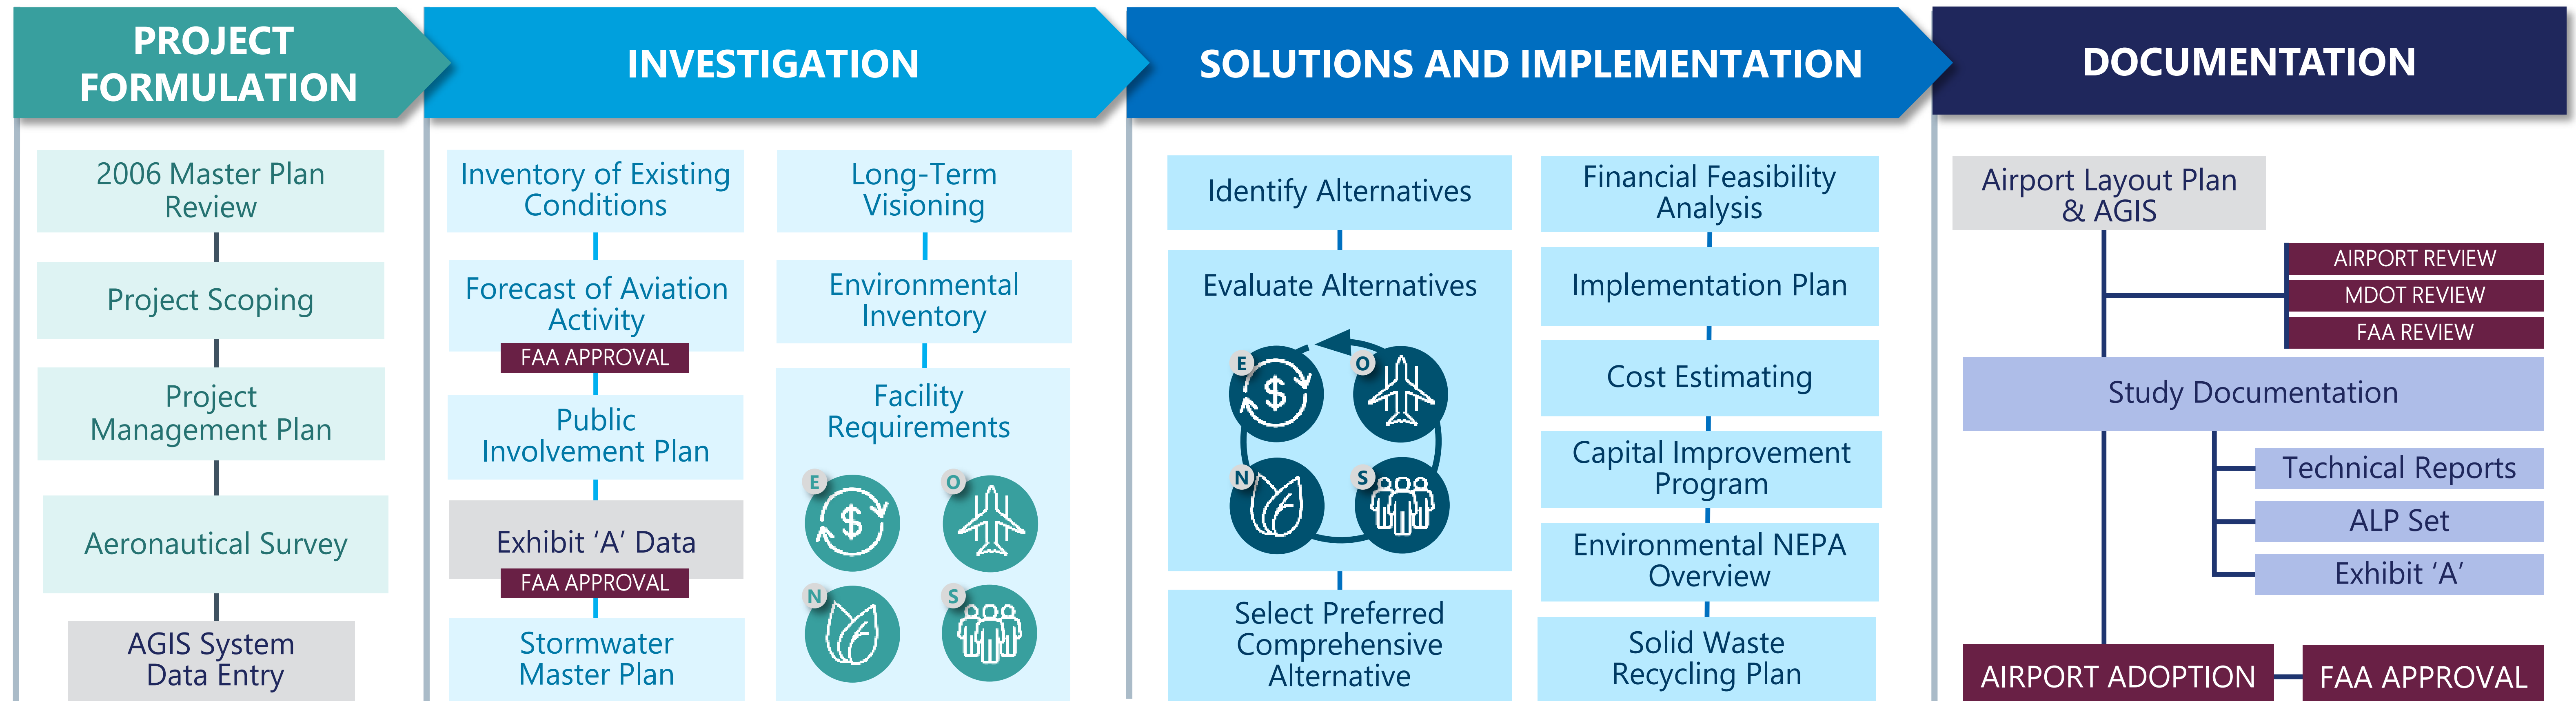 PROJECT
FORMULATION
2006 Master Plan
Review
Project Scoping
Project
Management Plan
Aeronautical Survey
AGIS System
Data Entry
INVESTIGATION
Inventory of Existing
Conditions
Forecast of Aviation
Activity
FAA APPROVAL
Public
Involvement Plan
Exhibit ‘A’ Data
FAA APPROVAL
Stormwater
Master Plan
Long-Term
Visioning
Environmental
Inventory
Facility
Requirements
E
O
$
N
S
SOLUTIONS AND IMPLEMENTATION
Identify Alternatives
Evaluate Alternatives
E
O
$
N
S
Select Preferred
Comprehensive
Alternative
Financial Feasibility
Analysis
Implementation Plan
Cost Estimating
Capital Improvement
Program
Environmental NEPA
Overview
Solid Waste
Recycling Plan
DOCUMENTATION
Airport Layout Plan
& AGIS
AIRPORT REVIEW
MDOT REVIEW
FAA REVIEW
Study Documentation
Technical Reports
ALP Set
Exhibit ‘A’
AIRPORT ADOPTION
FAA APPROVAL